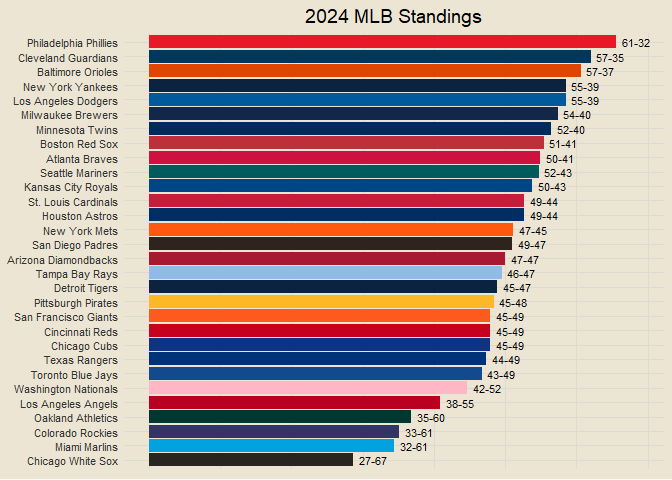 2024 MLB Standings
Philadelphia Phillies 61-32
Cleveland Guardians 57-35
Baltimore Orioles 57-37
New York Yankees 55-39
Los Angeles Dodgers 55-39
Milwaukee Brewers 54-40
Minnesota Twins 52-40
Boston Red Sox 51-41
Atlanta Braves 50-41
Seattle Mariners 52-43
Kansas City Royals 50-43
St. Louis Cardinals 49-44
Houston Astros 49-44
New York Mets 47-45
San Diego Padres 49-47
Arizona Diamondbacks 47-47
Tampa Bay Rays 46-47
Detroit Tigers 45-47
Pittsburgh Pirates 45-48
San Francisco Giants 45-49
Cincinnati Reds 45-49
Chicago Cubs 45-49
Texas Rangers 44-49
Toronto Blue Jays 43-49
Washington Nationals 42-52
Los Angeles Angels 38-55
Oakland Athletics 35-60
Colorado Rockies 33-61
Miami Marlins 32-61
Chicago White Sox 27-67